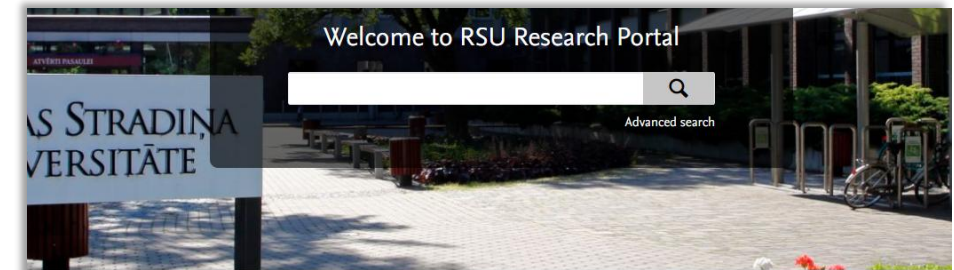 Welcome to RSU Research Portal
ATVĒRTI PASAULEI
Advanced search
AS STRADIŅA
VERSITĀTE